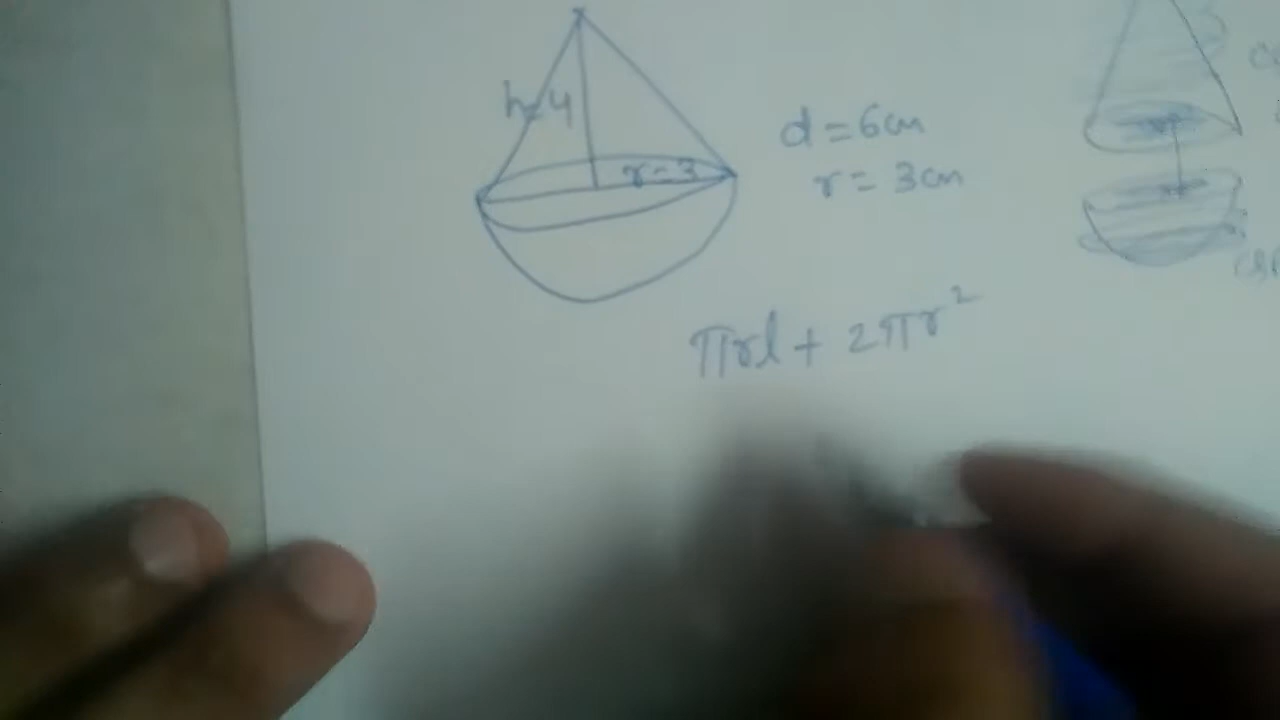 h=4
r=3
d=6cm
r=3cm
πrl+2πr²